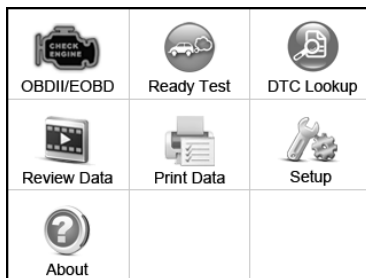 CHECK
ENGINE
OBDII/EOBD
Ready Test
DTC Lookup
Review Data
Print Data
Setup
About